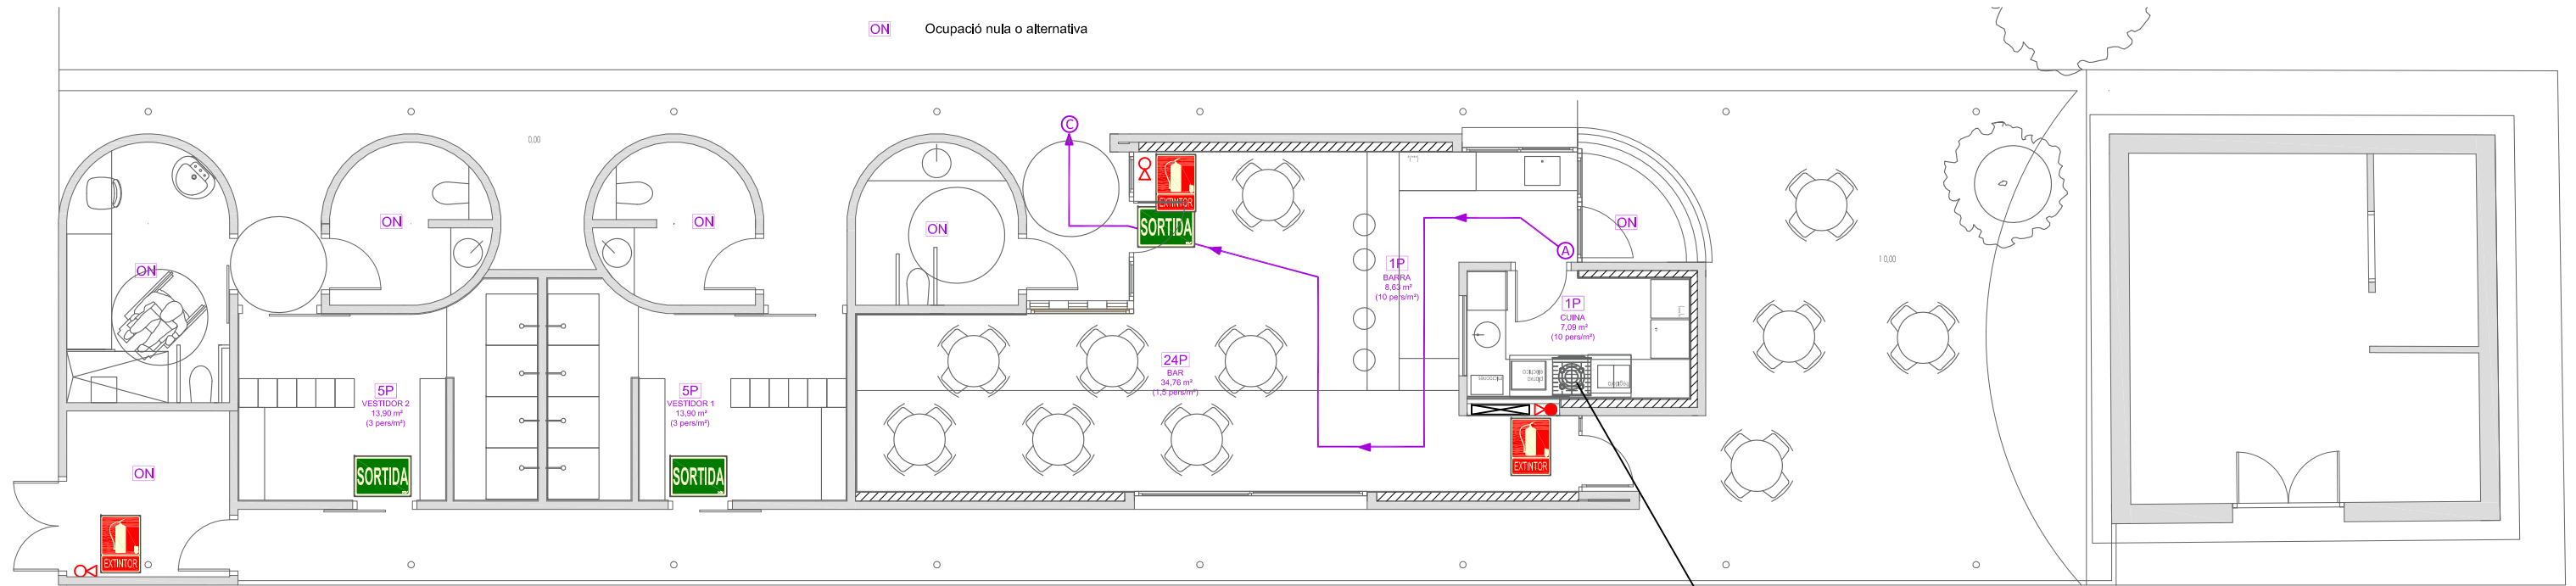 ON Ocupació nula o alternativa
0,00
C
EXTINTOR
SORTIDA
ON
ON
ON
ON
ON
A
10,00
ON
1P
BARRA
8,63 m²
(10 pers/m²)
1P
CUINA
7,09 m²
(10 pers/m²)
24P
BAR
34,76 m²
(1,5 pers/m²)
5P
VESTIDOR 2
13,90 m²
(3 pers/m²)
5P
VESTIDOR 1
13,90 m²
(3 pers/m²)
SORTIDA
SORTIDA
EXTINTOR
ON
EXTINTOR